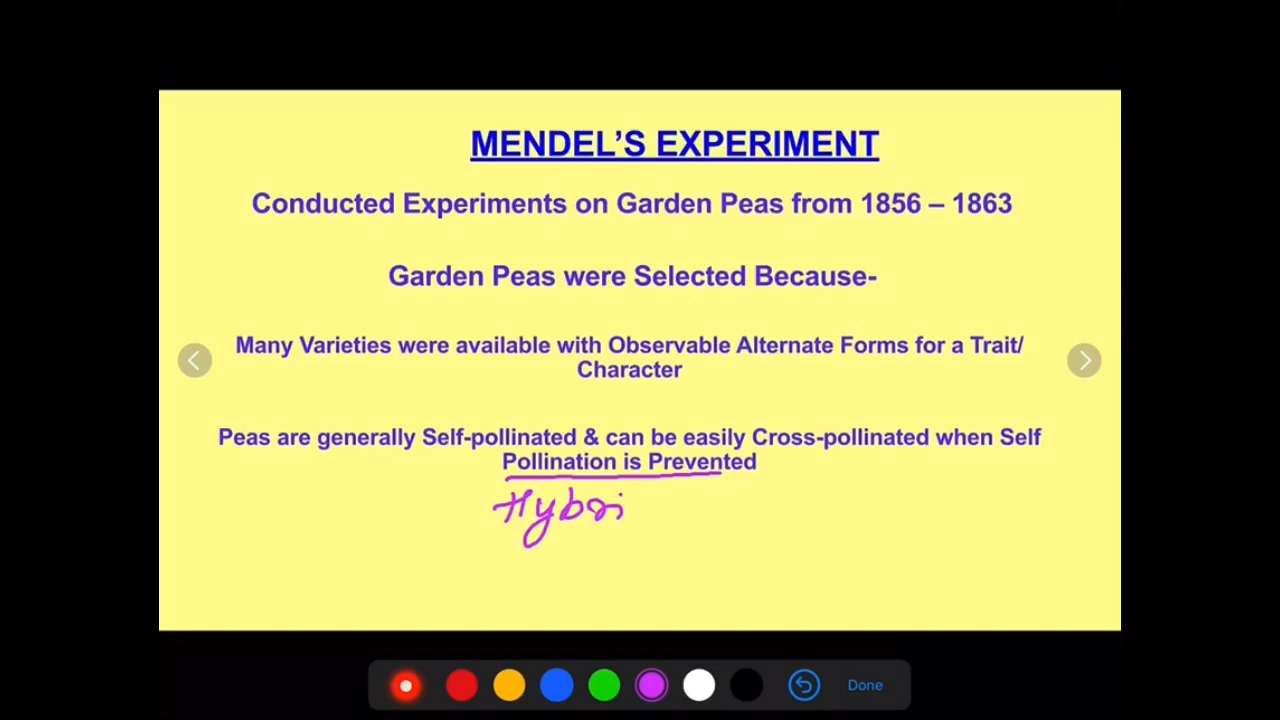 MENDEL'S EXPERIMENT
Conducted Experiments on Garden Peas from 1856 – 1863
Garden Peas were Selected Because-
Many Varieties were available with Observable Alternate Forms for a Trait/
Character
Peas are generally Self-pollinated & can be easily Cross-pollinated when Self
Pollination is Prevented
Hybri
Done